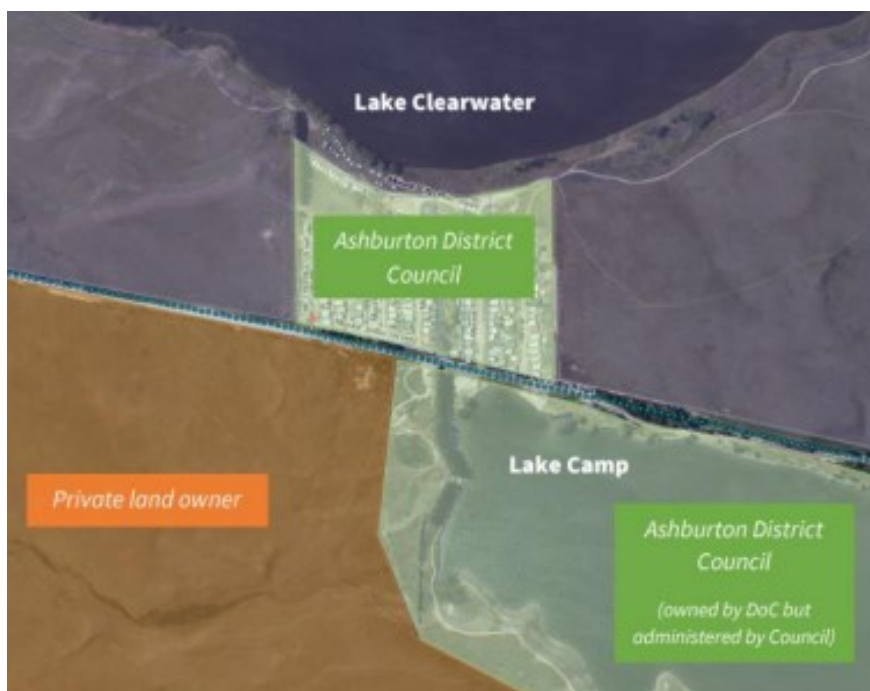 Lake Clearwater
Ashburton District
Council
Lake Camp
Private land owner
Ashburton District
Council
(owned by DoC but
administered by Council)